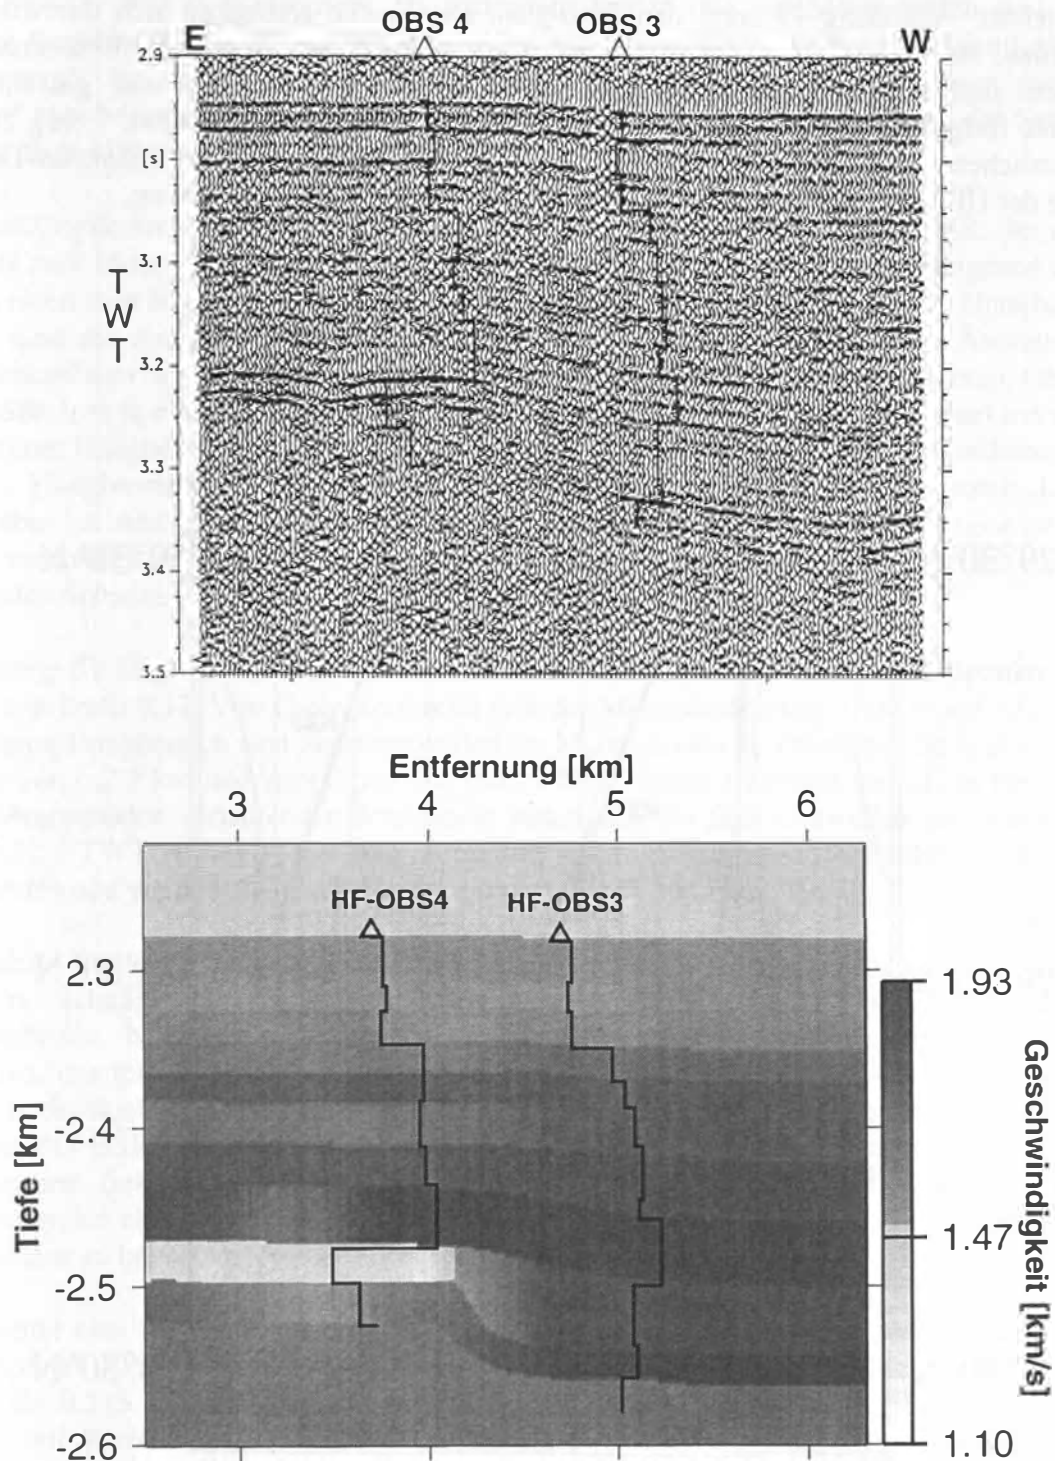 OBS 4 OBS 3
E W
2.9
[s]
3.1
3.2
3.3
3.4
3.5
T
W
T
Entfernung [km]
3 4 5 6
HF-OBS4 HF-OBS3
2.3
-2.4
-2.5
-2.6
Tiefe [km]
1.93
1.47
1.10
Geschwindigkeit [km/s]